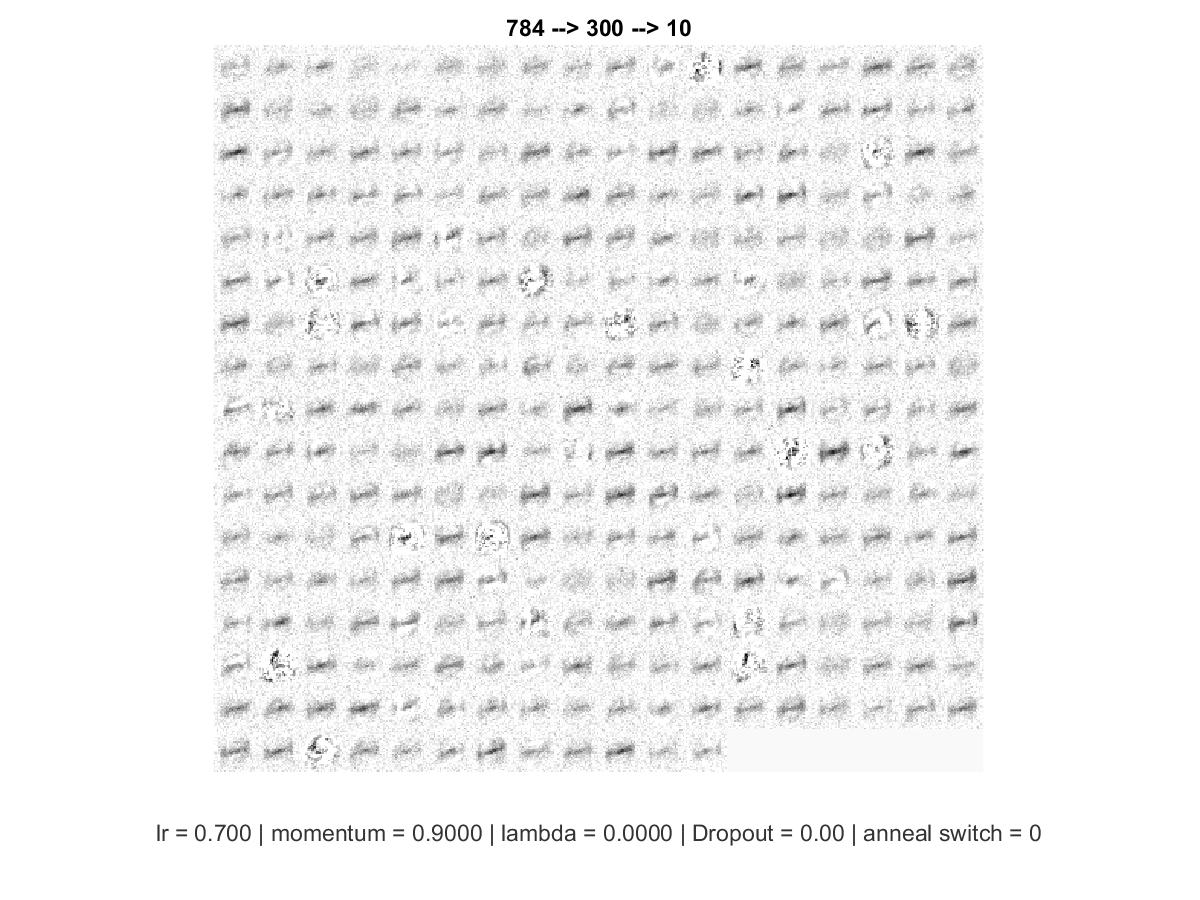 784 --> 300 --> 10
lr = 0.700 | momentum = 0.9000 | lambda = 0.0000 | Dropout = 0.00 | anneal switch = 0